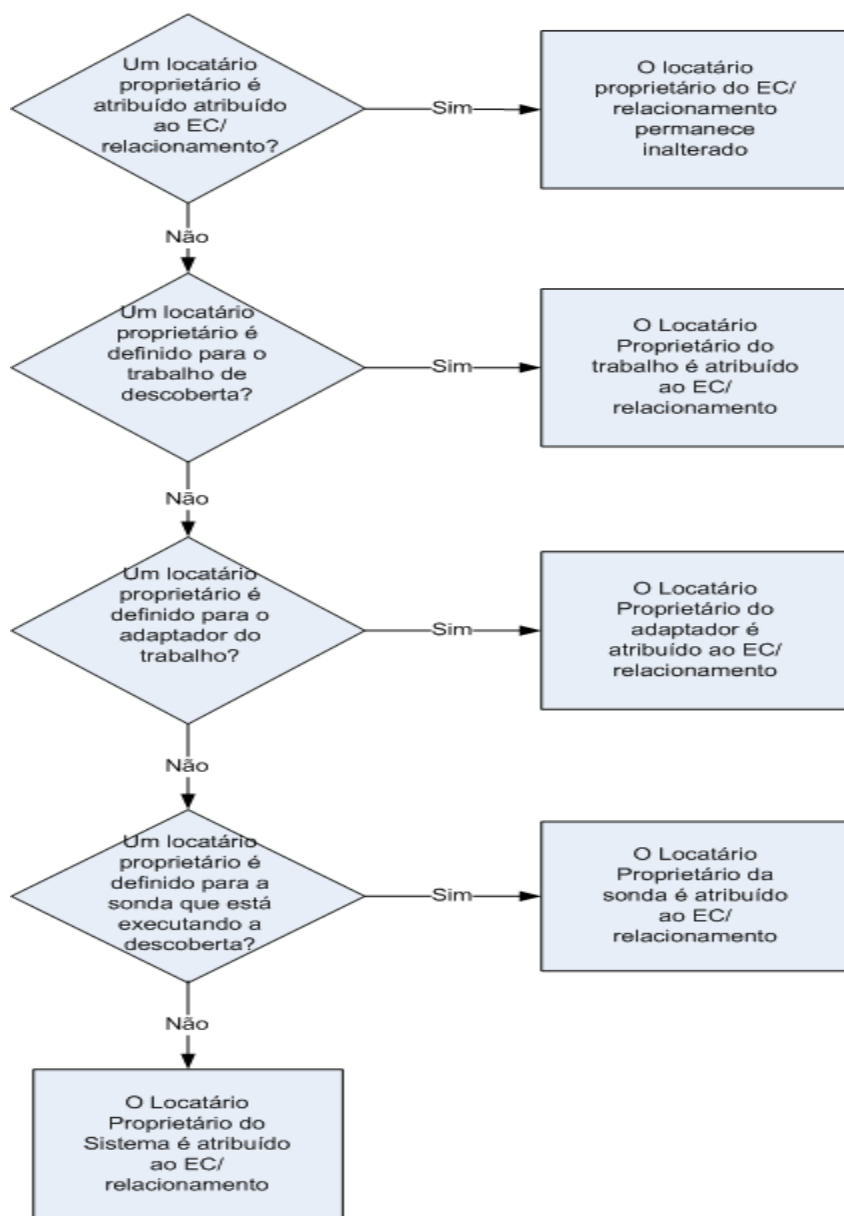 Um locatário
proprietário é
atribuído atribuído
ao EC/
relacionamento?
Sim
O locatário
proprietário do EC/
relacionamento
permanece
inalterado
Não
Um locatário
proprietário é
definido para o
trabalho de
descoberta?
Sim
O Locatário
Proprietário do
trabalho é atribuído
ao EC/
relacionamento
Não
Um locatário
proprietário é
definido para o
adaptador do
trabalho?
Sim
O Locatário
Proprietário do
adaptador é
atribuído ao EC/
relacionamento
Não
Um locatário
proprietário é
definido para a
sonda que está
executando a
descoberta?
Sim
O Locatário
Proprietário da
sonda é atribuído
ao EC/
relacionamento
Não
O Locatário
Proprietário do
Sistema é atribuído
ao EC/
relacionamento